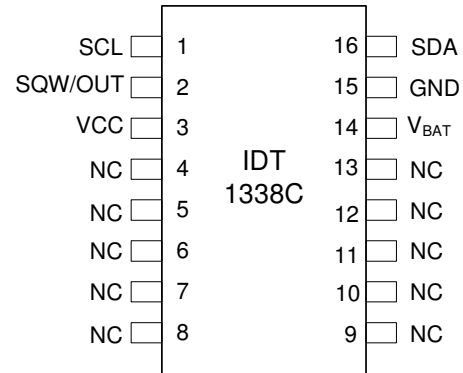 SCL 1 16 SDA
SQW/OUT 2 15 GND
VCC 3 14 VBAT
NC 4 IDT 13 NC
1338C
NC 5 12 NC
NC 6 11 NC
NC 7 10 NC
NC 8 9 NC